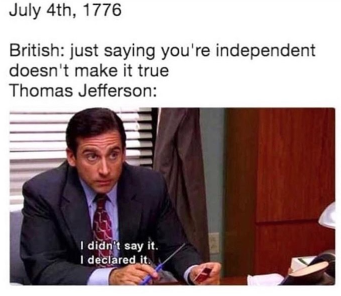 July 4th, 1776
British: just saying you're independent
doesn't make it true
Thomas Jefferson:
I didn't say it.
I declared it.